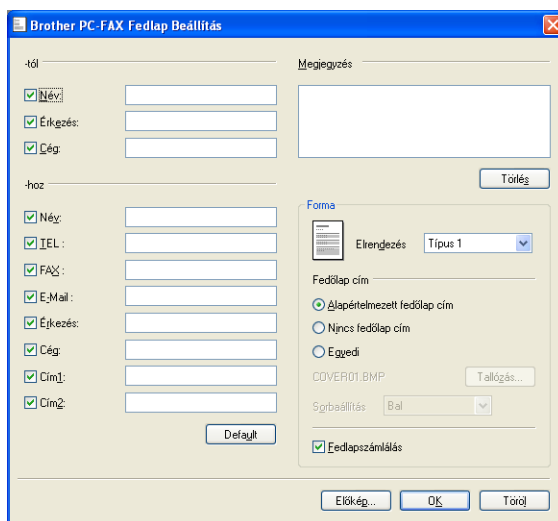 Brother PC-FAX Fedlap Beállítás
-tól
Név:
Érkezés:
Cég:
-hoz
Név:
TEL :
FAX :
E-Mail :
Érkezés:
Cég:
Cím1:
Cím2:
Default
Megjegyzés
Törlés
Forma
Elrendezés Típus 1
Fedőlap cím
Alapértelmezett fedőlap cím
Nincs fedőlap cím
Egyedi
COVER01.BMP Tallózás...
Sorbaállítás Bal
Fedlapszámlálás
Előkép... OK Töröl